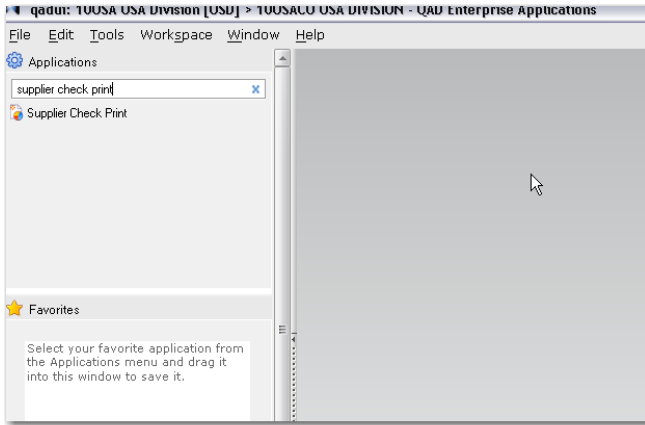 qadui: 10USA USA Division [USD] > 10USACO USA DIVISION - QAD Enterprise Applications
File Edit Tools Workspace Window Help
Applications
supplier check print
Supplier Check Print
Favorites
Select your favorite application from
the Applications menu and drag it
into this window to save it.